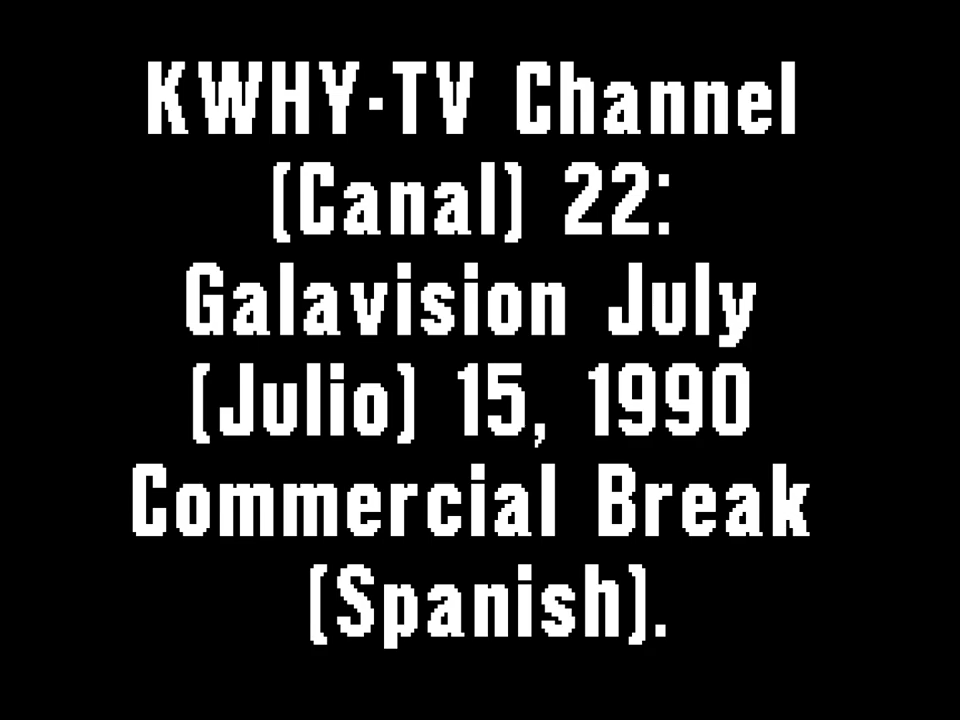 KWHY-TV Channel
(Canal) 22:
Galavision July
(Julio) 15, 1990
Commercial Break
(Spanish).